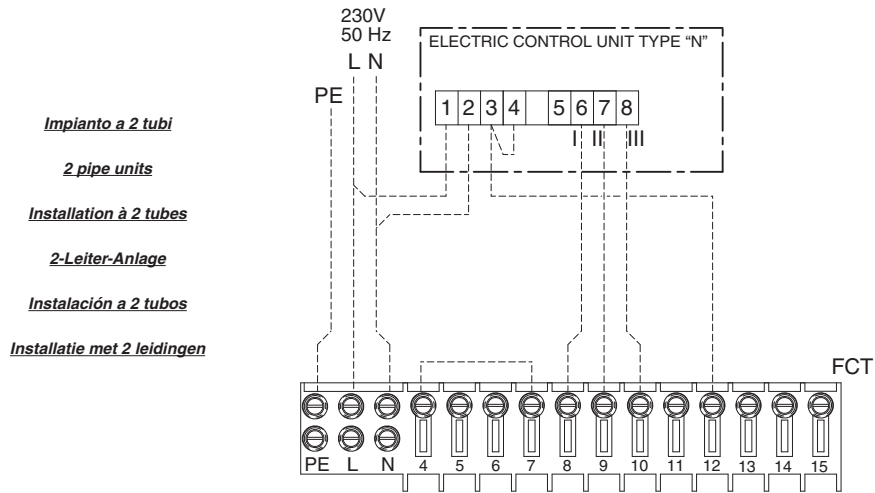 230V
50 Hz
L N
PE
ELECTRIC CONTROL UNIT TYPE “N”
1 2 3 4 5 6 7 8
I II III
Impianto a 2 tubi
2 pipe units
Installation à 2 tubes
2-Leiter-Anlage
Instalación a 2 tubos
Installatie met 2 leidingen
FCT
PE L N 4 5 6 7 8 9 10 11 12 13 14 15